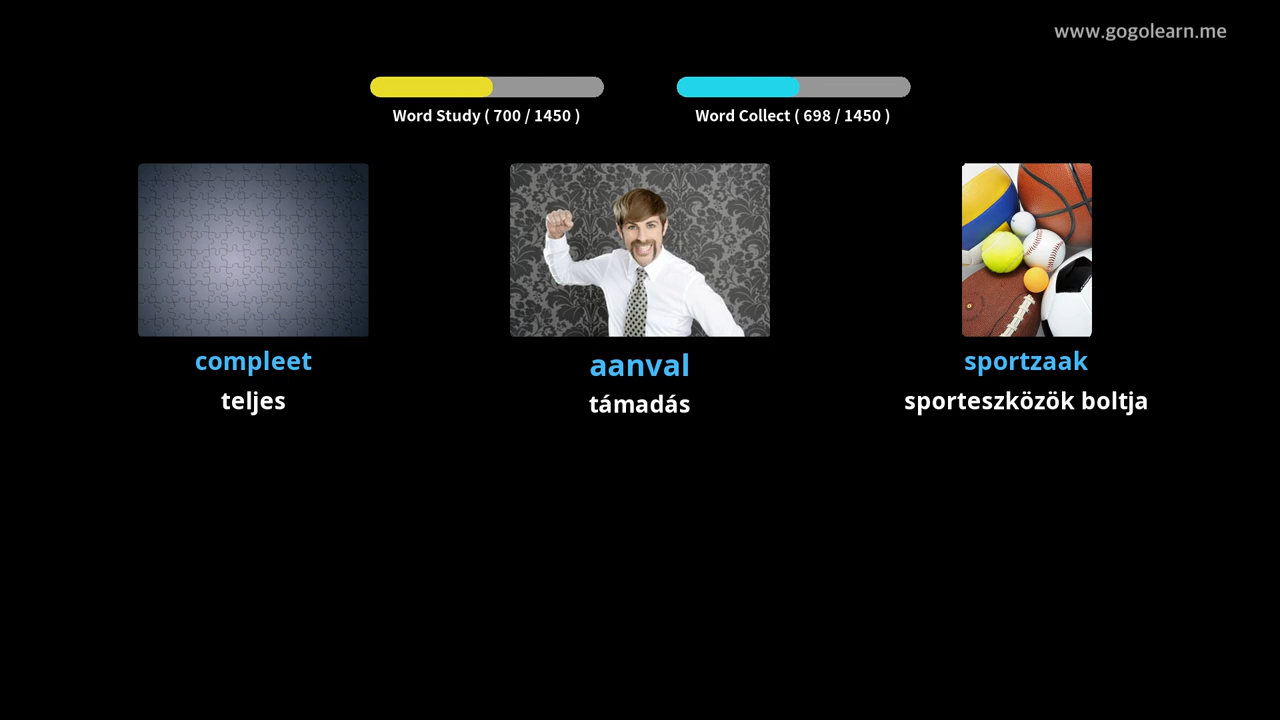 www.gogolearn.me
Word Study ( 700 / 1450 )
Word Collect ( 698 / 1450 )
compleet
teljes
aanval
támadás
sportzaak
sporteszközök boltja